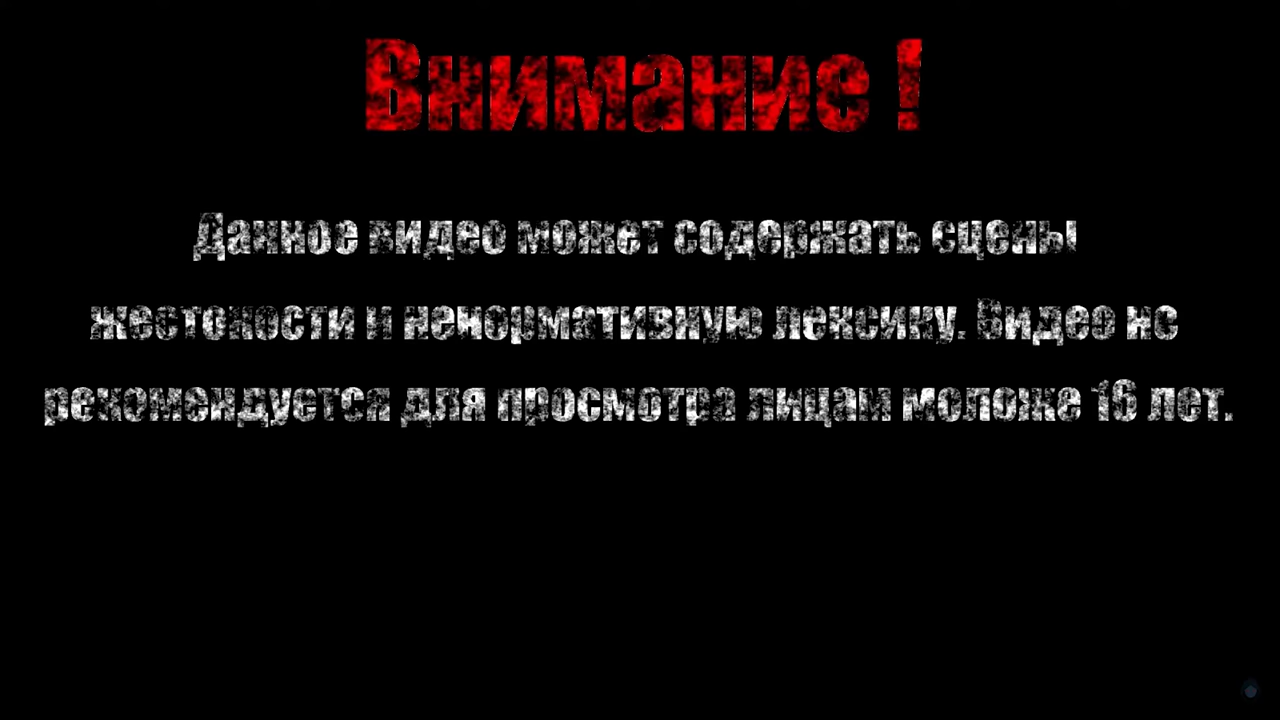 Внимание !
Данное видео может содержать сцены
жестокости и ненормативную лексику. Видео не
рекомендуется для просмотра лицам моложе 16 лет.